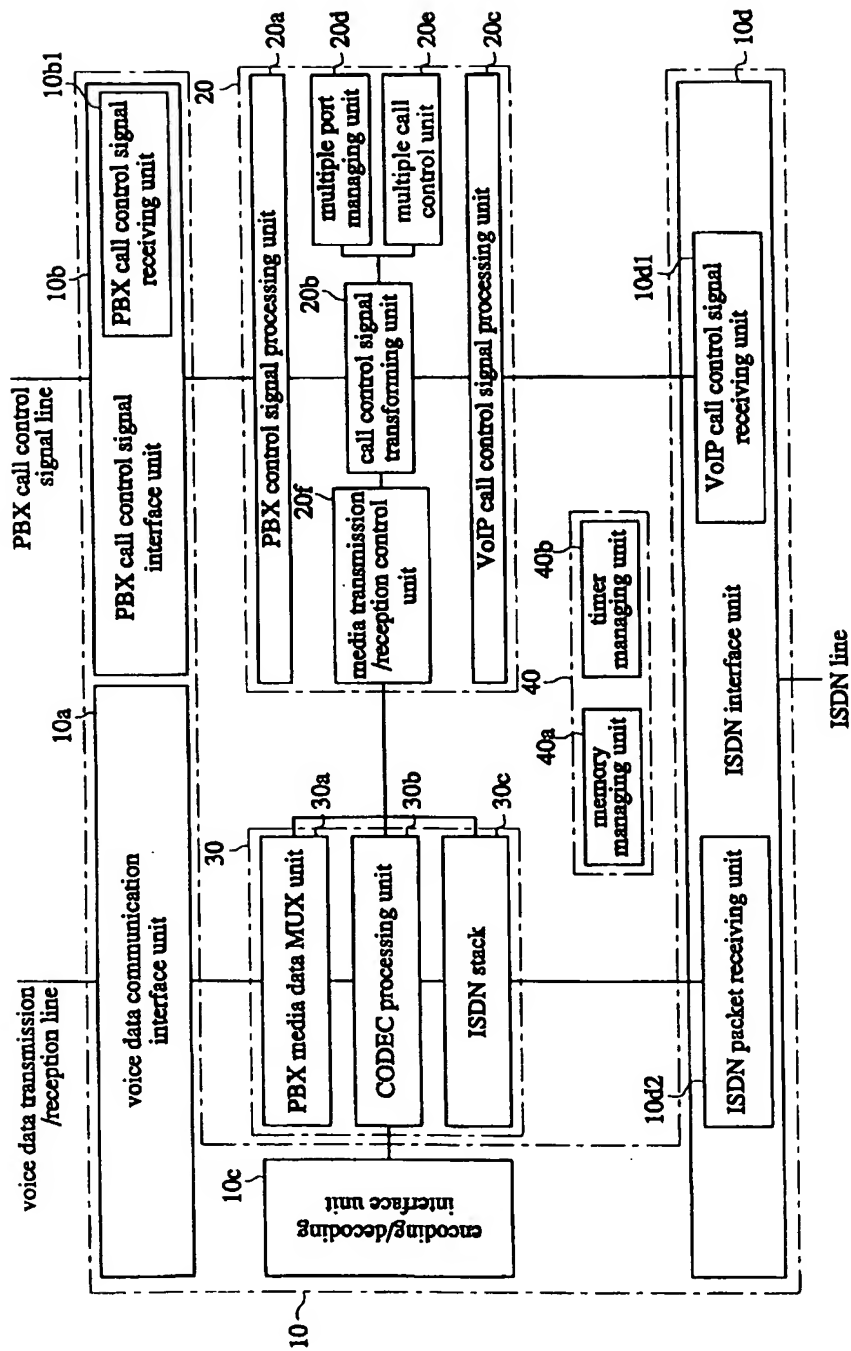 voice data transmission
/reception line
PBX call control
signal line
10a
10b
10b1
voice data communication
interface unit
PBX call control signal
interface unit
PBX call control signal
receiving unit
30
30a
PBX media data MUX unit
30b
CODEC processing unit
30c
ISDN stack
10c
encoding/decoding
interface unit
20
20a
PBX control signal processing unit
20f
media transmission
/reception control
unit
20b
call control signal
transforming unit
20d
multiple port
managing unit
20e
multiple call
control unit
20c
VoIP call control signal processing unit
40
40a
memory
managing unit
40b
timer
managing unit
10
10d2
ISDN packet receiving unit
ISDN interface unit
10d1
VoIP call control signal
receiving unit
10d
ISDN line